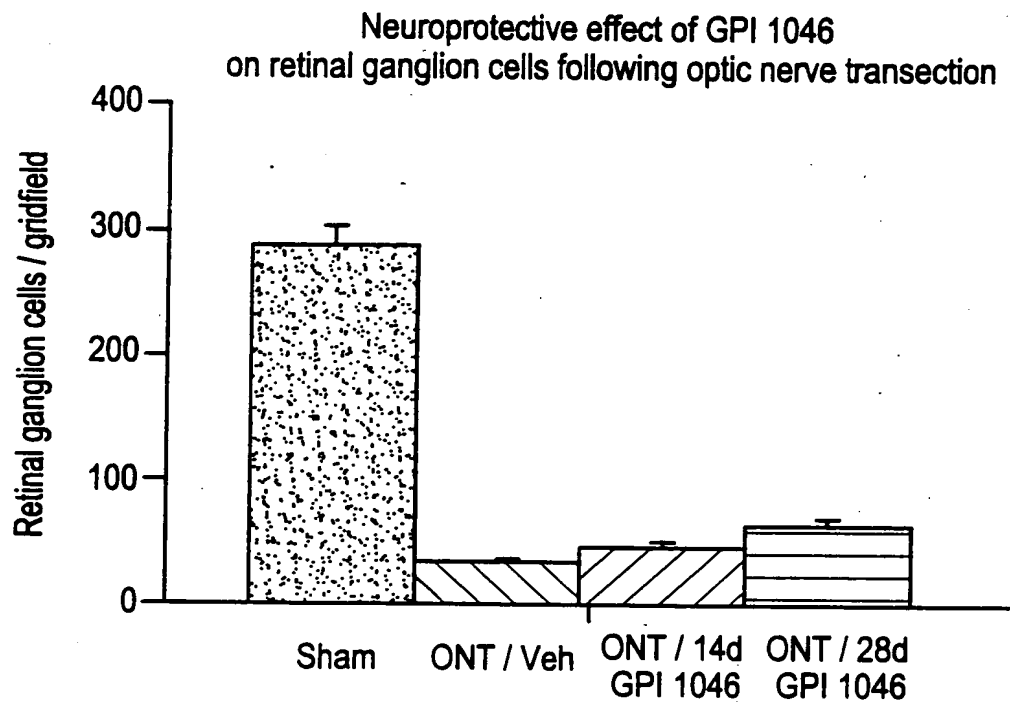 Neuroprotective effect of GPI 1046
on retinal ganglion cells following optic nerve transection
Retinal ganglion cells / gridfield
400
300
200
100
0
Sham
ONT / Veh
ONT / 14d
GPI 1046
ONT / 28d
GPI 1046